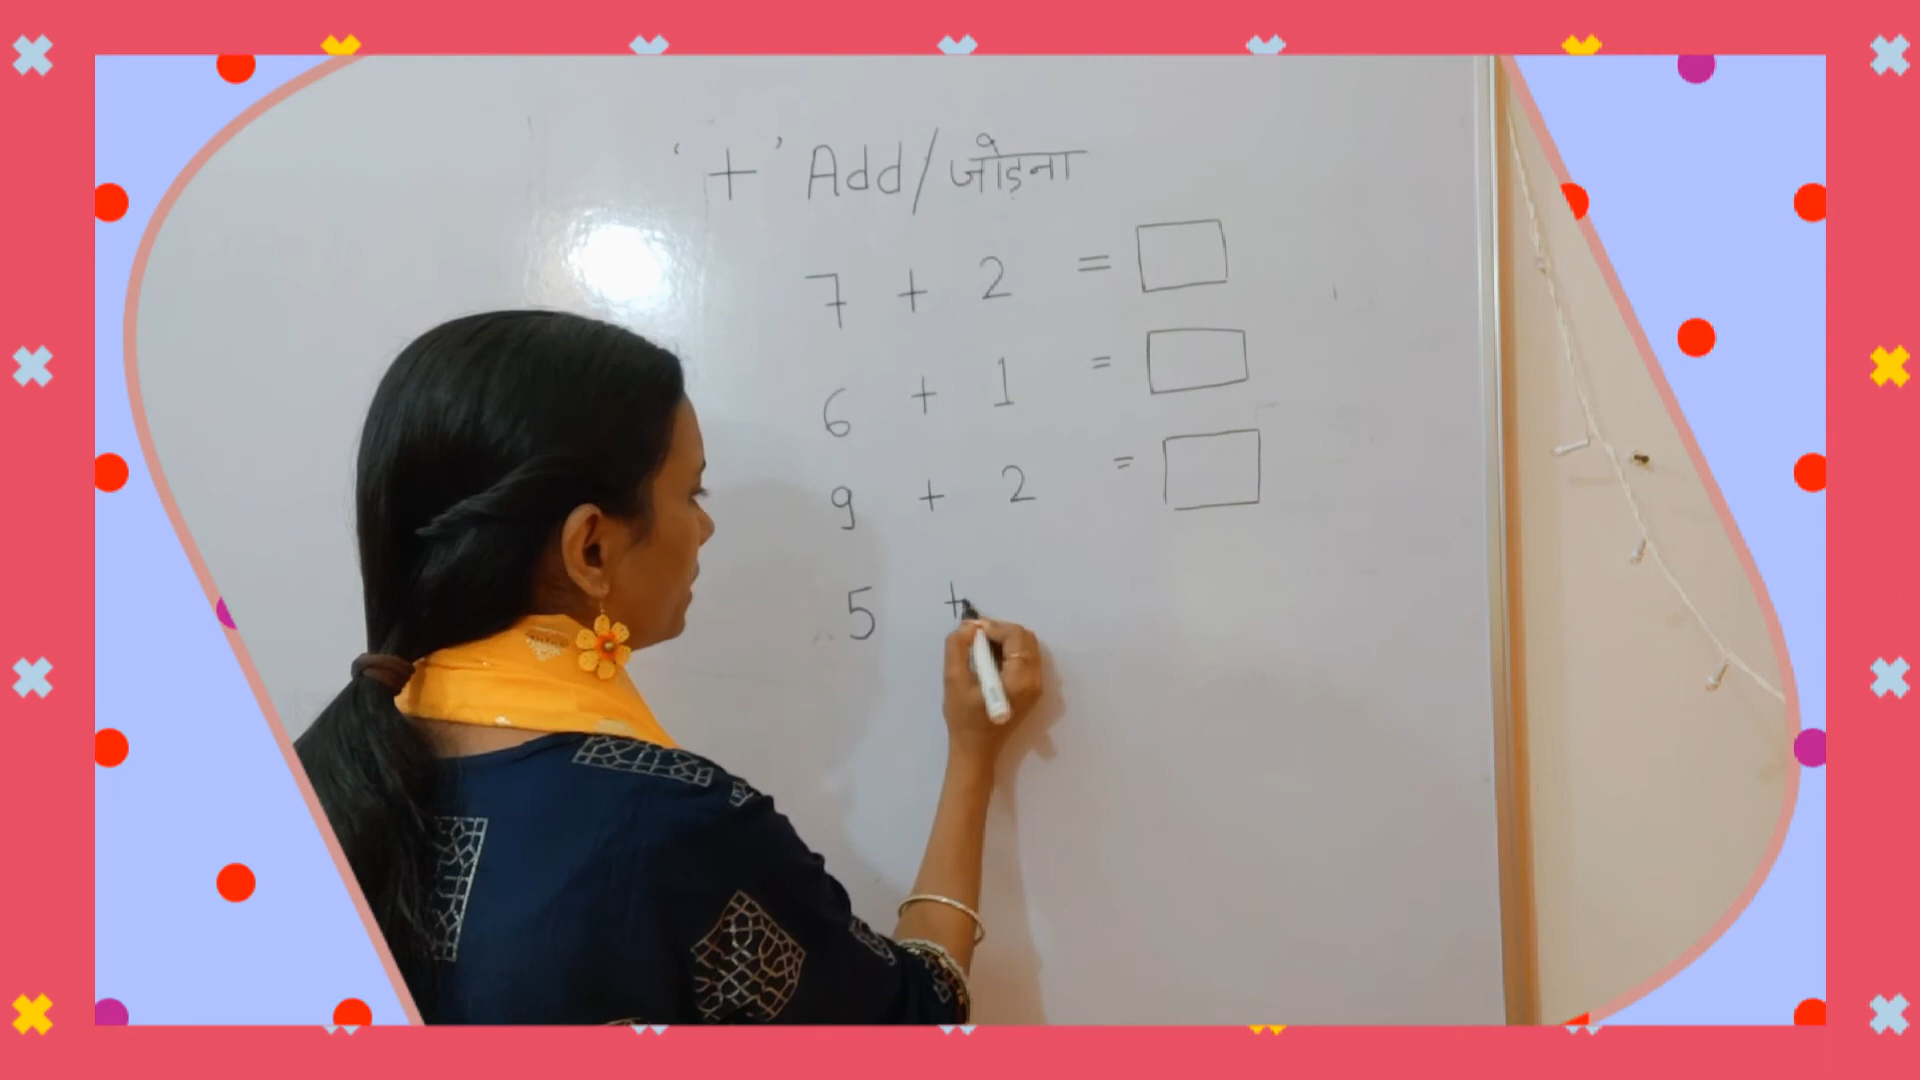 '+' Add/जोड़ना
7 + 2 =
6 + 1 =
9 + 2 =
5 +